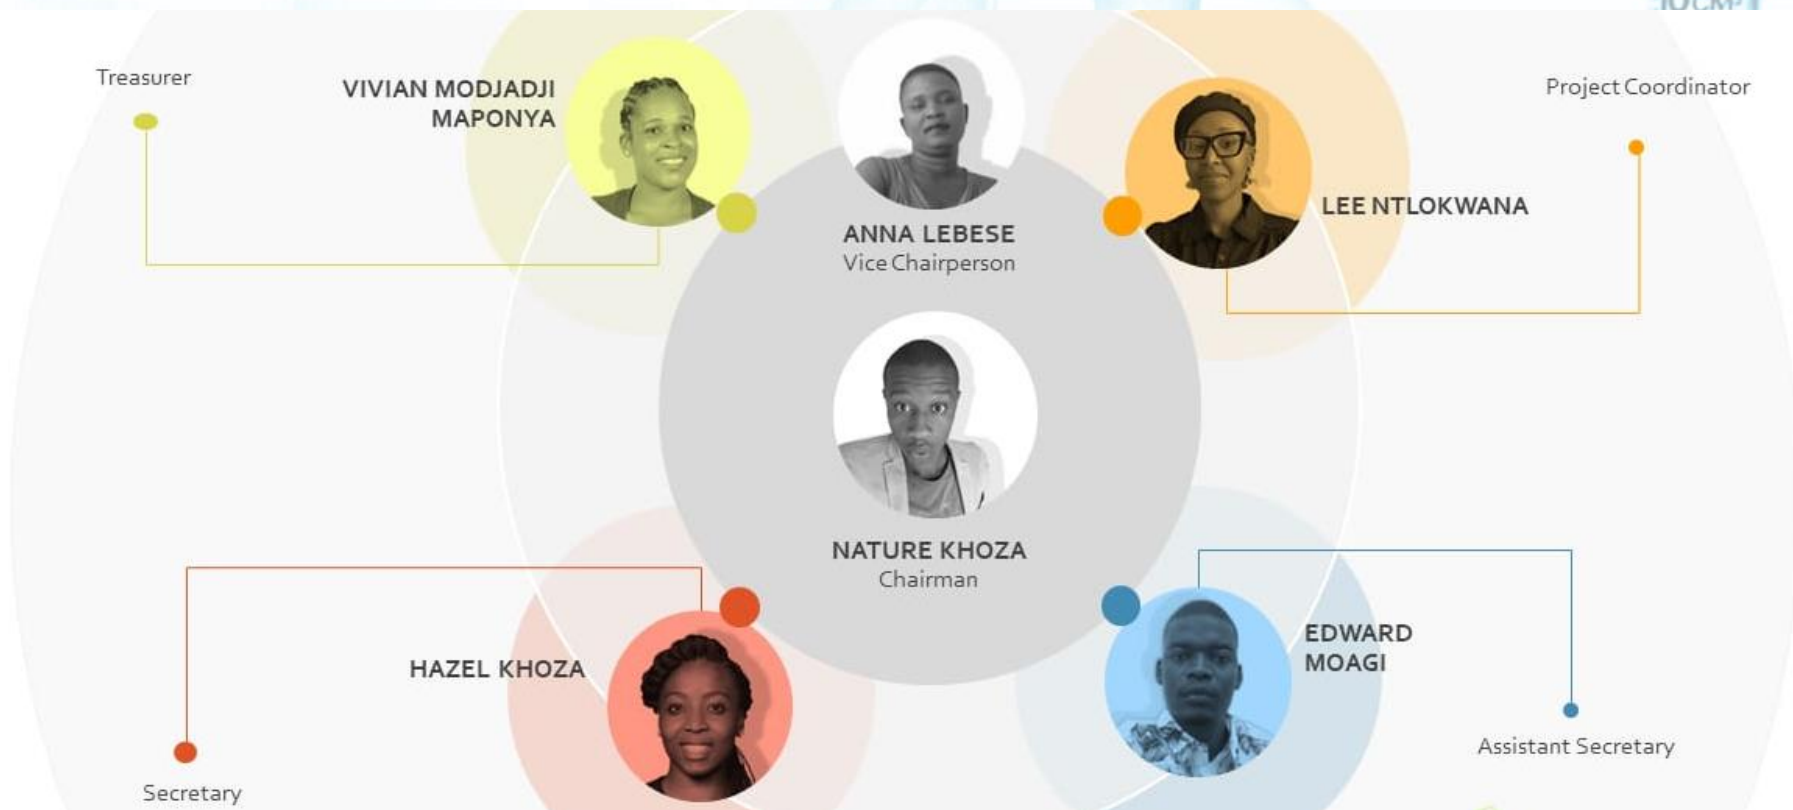 Treasurer
VIVIAN MODJADJI
MAPONYA
Project Coordinator
LEE NTLOKWANA
ANNA LEBESE
Vice Chairperson
NATURE KHOZA
Chairman
HAZEL KHOZA
EDWARD
MOAGI
Assistant Secretary
Secretary